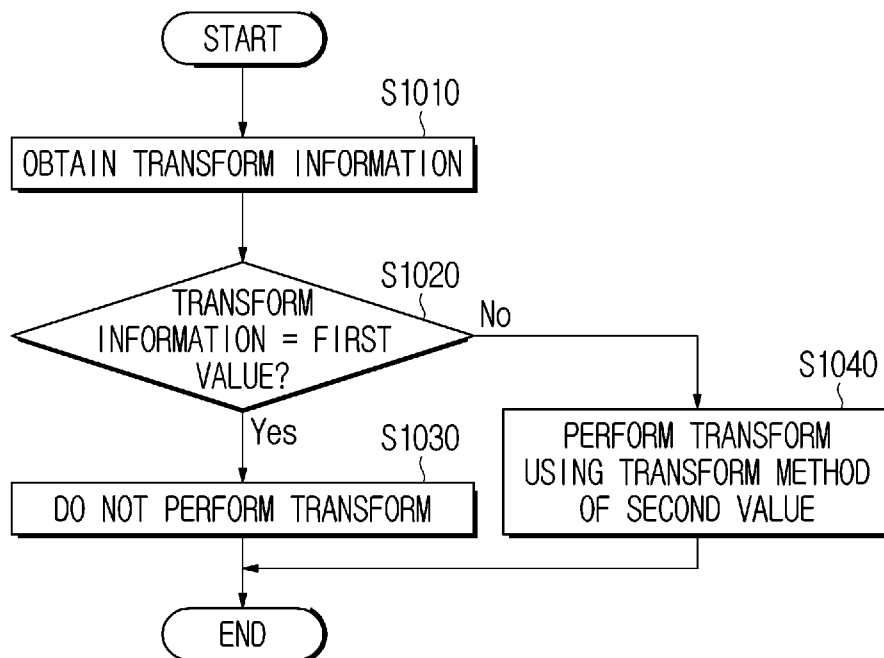 START
S1010
OBTAIN TRANSFORM INFORMATION
S1020
TRANSFORM
INFORMATION = FIRST
VALUE?
No
Yes
S1030
DO NOT PERFORM TRANSFORM
S1040
PERFORM TRANSFORM
USING TRANSFORM METHOD
OF SECOND VALUE
END